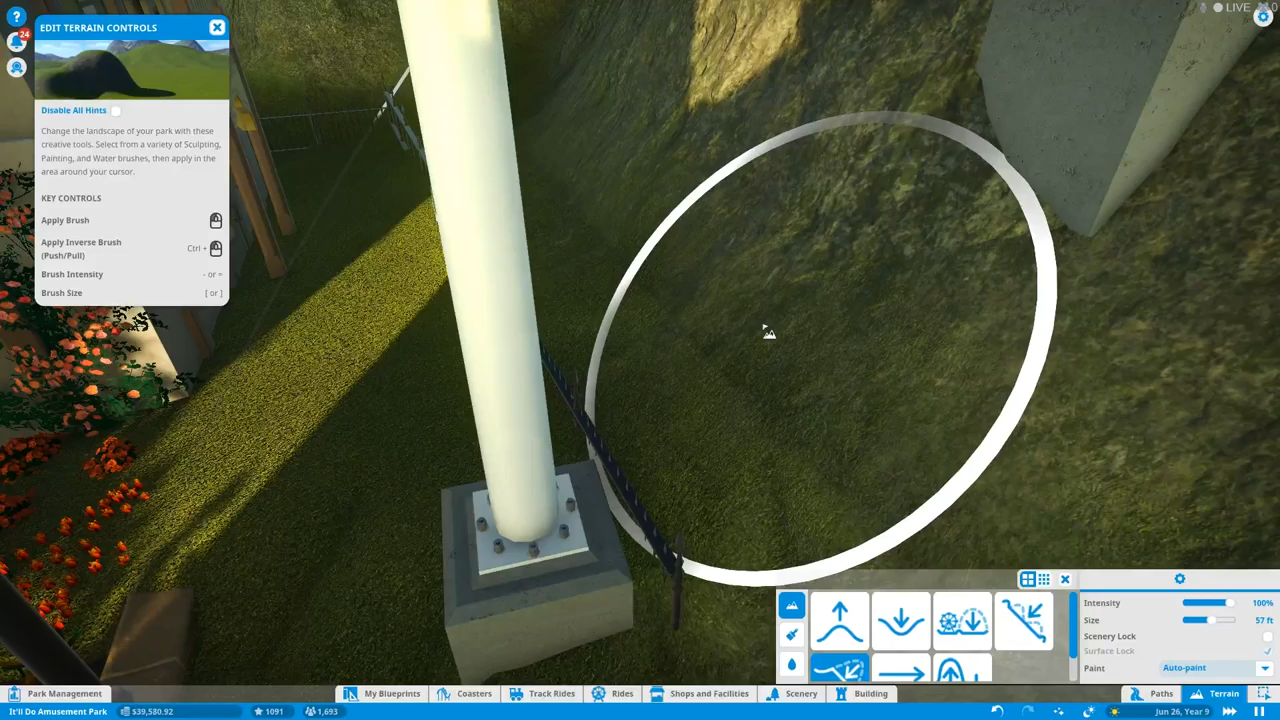 LIVE
?
EDIT TERRAIN CONTROLS
24
Disable All Hints
Change the landscape of your park with these
creative tools. Select from a variety of Sculpting,
Painting, and Water brushes, then apply in the
area around your cursor.
KEY CONTROLS
Apply Brush
Apply Inverse Brush
(Push/Pull)
Ctrl +
Brush Intensity
- or =
Brush Size
[ or ]
Intensity
100%
Size
57 ft
Scenery Lock
Surface Lock
Paint
Auto-paint
Park Management
My Blueprints
Coasters
Track Rides
Rides
Shops and Facilities
Scenery
Building
Paths
Terrain
It'll Do Amusement Park
$39,580.92
1091
1,693
Jun 26, Year 9